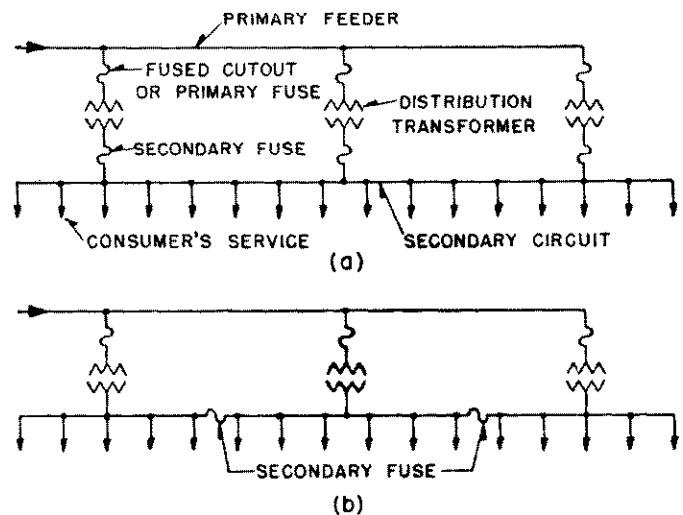 PRIMARY FEEDER
FUSED CUTOUT
OR PRIMARY FUSE
DISTRIBUTION
TRANSFORMER
SECONDARY FUSE
CONSUMER'S SERVICE
SECONDARY CIRCUIT
(a)
SECONDARY FUSE
(b)